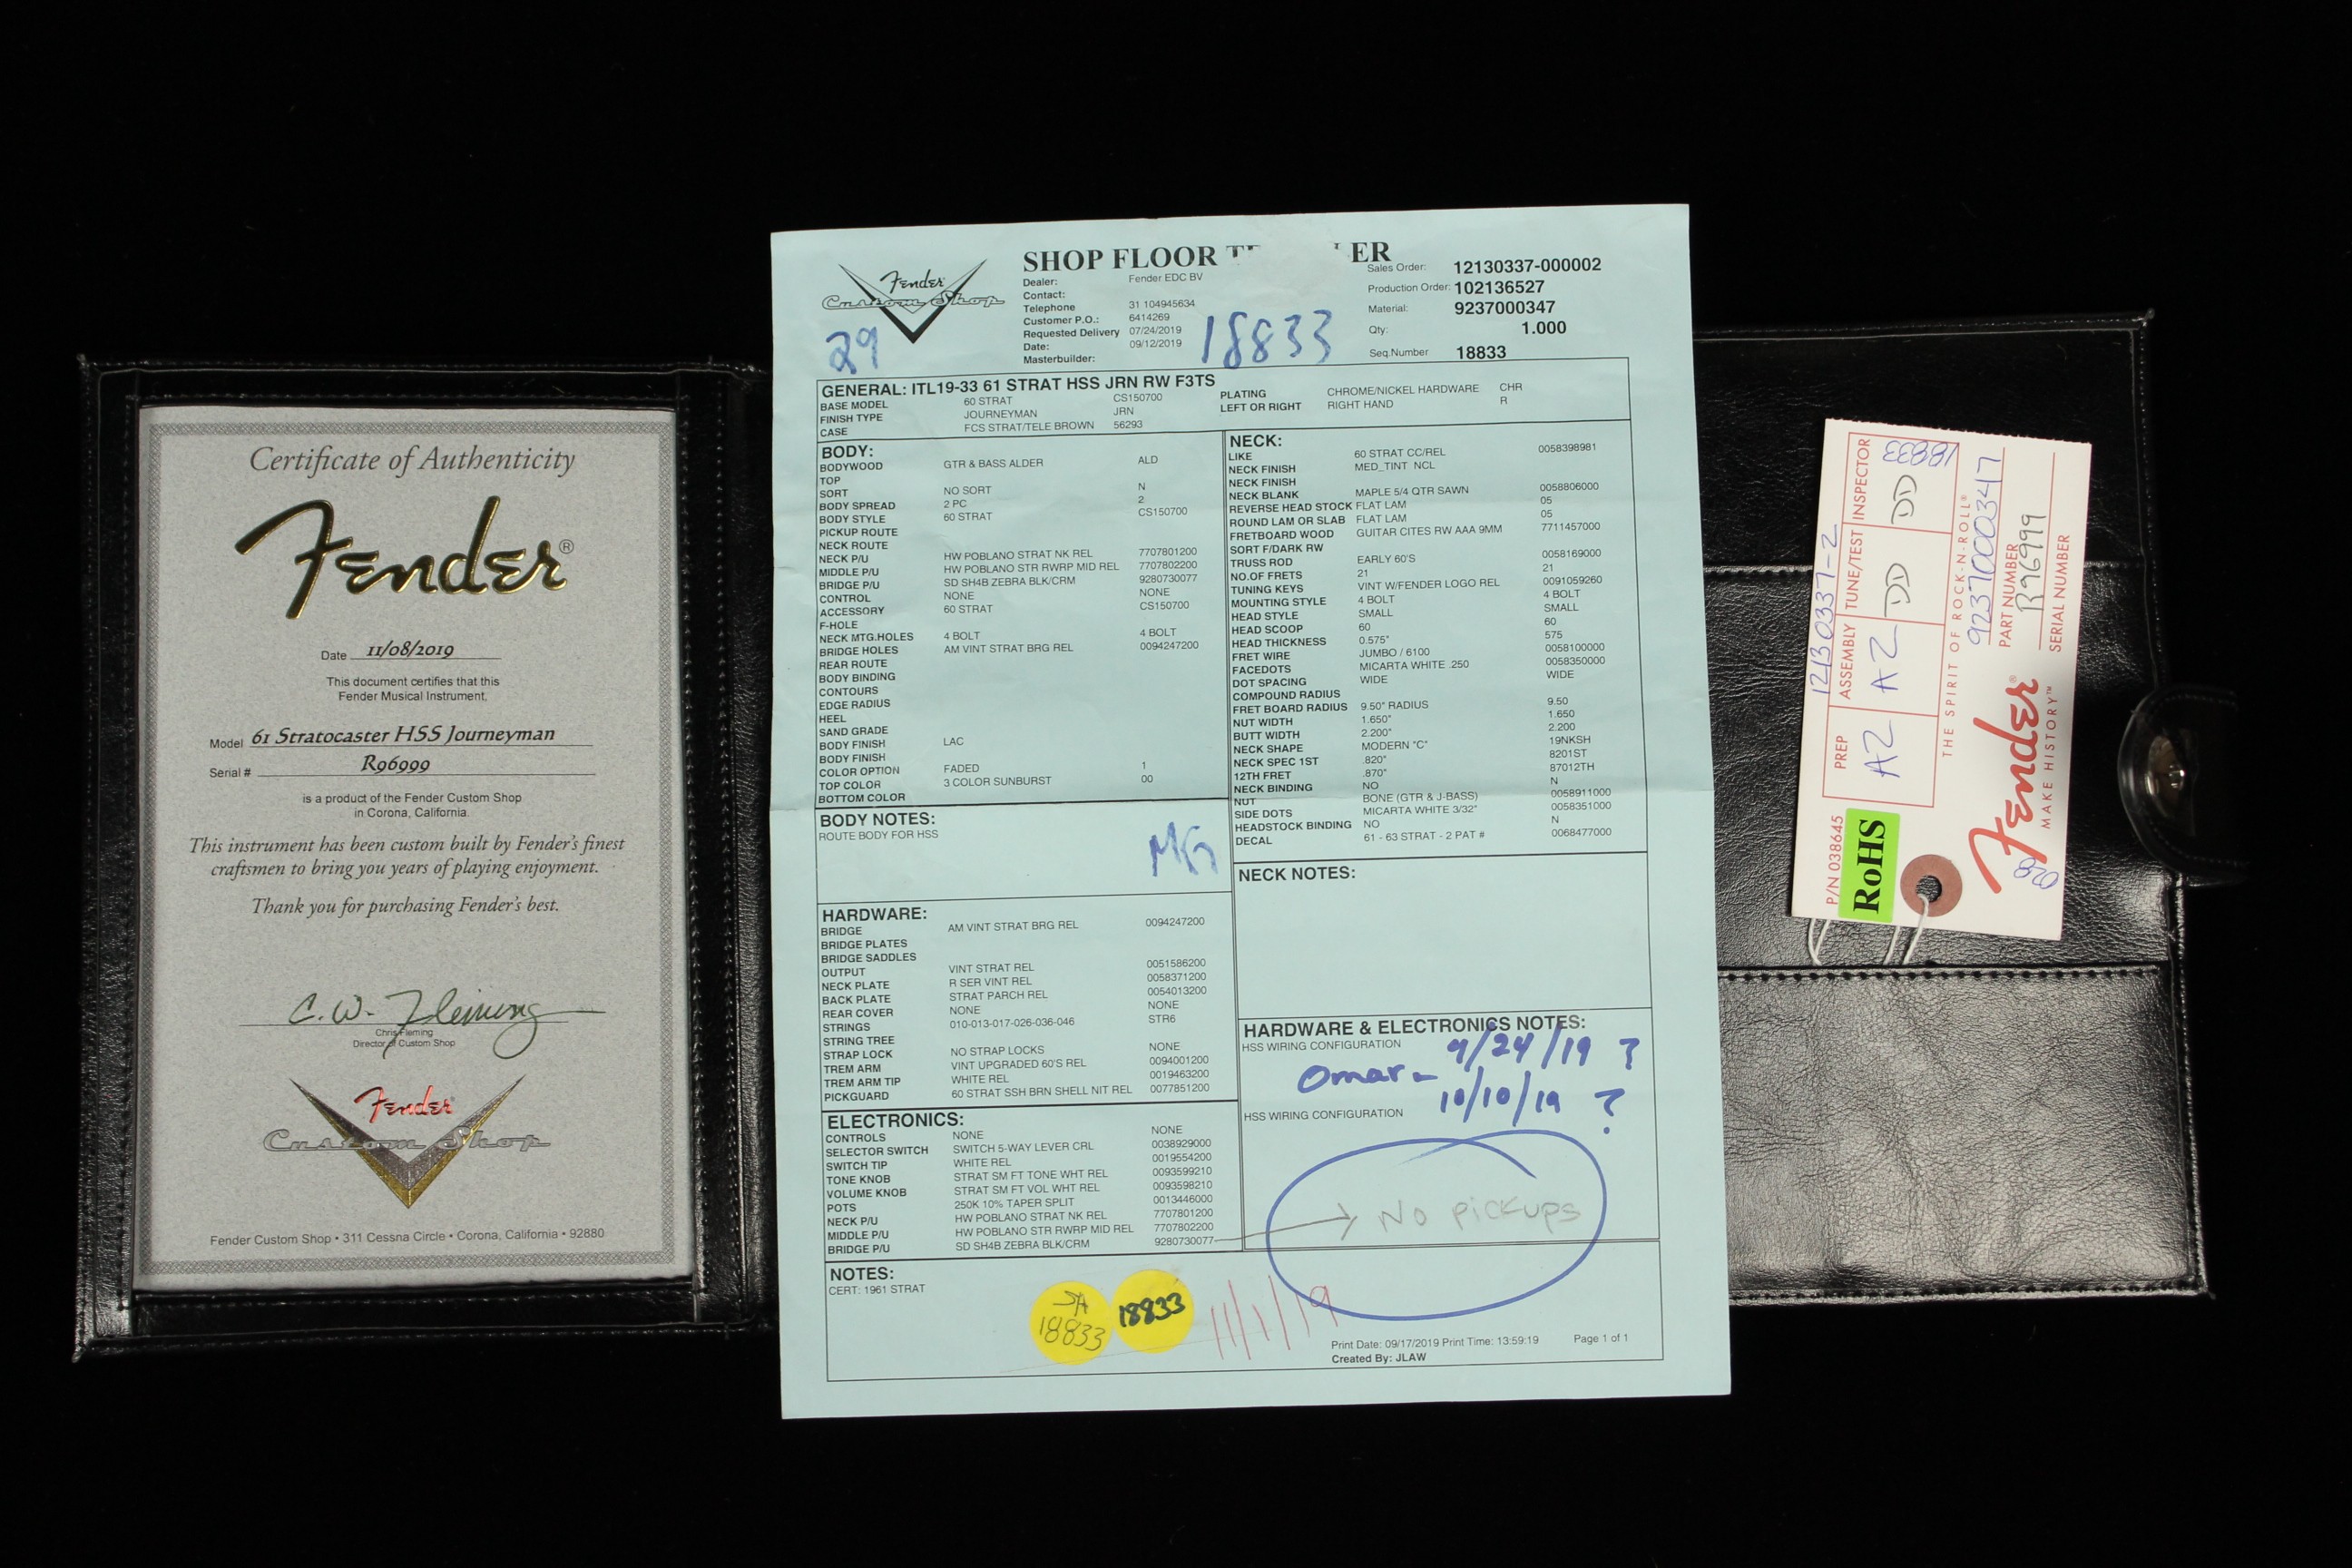 Certificate of Authenticity
Fender®
Date 11/08/2019
This document certifies that this
Fender Musical Instrument,
Model 61 Stratocaster HSS Journeyman
Serial # R96999
is a product of the Fender Custom Shop
in Corona, California.
This instrument has been custom built by Fender's finest
craftsmen to bring you years of playing enjoyment.
Thank you for purchasing Fender's best.
C.W. Fleming
Chris Fleming
Director of Custom Shop
Fender
Custom Shop
Fender Custom Shop • 311 Cessna Circle • Corona, California • 92880
Fender
Custom Shop
29
SHOP FLOOR
Dealer: Fender EDC BV
Contact:
Telephone 31 104945634
Customer P.O.: 6414269
Requested Delivery 07/24/2019
Date: 09/12/2019
Masterbuilder:
18833
Sales Order: 12130337-000002
Production Order: 102136527
Material: 9237000347
Qty: 1.000
Seq.Number 18833
GENERAL: ITL19-33 61 STRAT HSS JRN RW F3TS
BASE MODEL 60 STRAT CS150700
FINISH TYPE JOURNEYMAN JRN
CASE FCS STRAT/TELE BROWN 56293
PLATING CHROME/NICKEL HARDWARE CHR
LEFT OR RIGHT RIGHT HAND R
BODY:
BODYWOOD GTR & BASS ALDER ALD
TOP
SORT NO SORT N
BODY SPREAD 2 PC 2
BODY STYLE 60 STRAT CS150700
PICKUP ROUTE
NECK ROUTE
NECK P/U HW POBLANO STRAT NK REL 7707801200
MIDDLE P/U HW POBLANO STR RWRP MID REL 7707802200
BRIDGE P/U SD SH4B ZEBRA BLK/CRM 9280730077
CONTROL NONE NONE
ACCESSORY 60 STRAT CS150700
F-HOLE
NECK MTG.HOLES 4 BOLT 4 BOLT
BRIDGE HOLES AM VINT STRAT BRG REL 0094247200
REAR ROUTE
BODY BINDING
CONTOURS
EDGE RADIUS
HEEL
SAND GRADE
BODY FINISH LAC
BODY FINISH
COLOR OPTION FADED 1
TOP COLOR 3 COLOR SUNBURST 00
BOTTOM COLOR
BODY NOTES:
ROUTE BODY FOR HSS
MG
HARDWARE:
BRIDGE AM VINT STRAT BRG REL 0094247200
BRIDGE PLATES
BRIDGE SADDLES
OUTPUT VINT STRAT REL 0051586200
NECK PLATE R SER VINT REL 0058371200
BACK PLATE STRAT PARCH REL 0054013200
REAR COVER NONE NONE
STRINGS 010-013-017-026-036-046 STR6
STRING TREE
STRAP LOCK NO STRAP LOCKS NONE
TREM ARM VINT UPGRADED 60'S REL 0094001200
TREM ARM TIP WHITE REL 0019463200
PICKGUARD 60 STRAT SSH BRN SHELL NIT REL 0077851200
ELECTRONICS:
CONTROLS NONE NONE
SELECTOR SWITCH SWITCH 5-WAY LEVER CRL 0038929000
SWITCH TIP WHITE REL 0019554200
TONE KNOB STRAT SM FT TONE WHT REL 0093599210
VOLUME KNOB STRAT SM FT VOL WHT REL 0093598210
POTS 250K 10% TAPER SPLIT 0013446000
NECK P/U HW POBLANO STRAT NK REL 7707801200
MIDDLE P/U HW POBLANO STR RWRP MID REL 7707802200
BRIDGE P/U SD SH4B ZEBRA BLK/CRM 9280730077
NECK:
LIKE 60 STRAT CC/REL 0058398981
NECK FINISH MED_TINT NCL
NECK FINISH
NECK BLANK MAPLE 5/4 QTR SAWN 0058806000
REVERSE HEAD STOCK FLAT LAM 05
ROUND LAM OR SLAB FLAT LAM 05
FRETBOARD WOOD GUITAR CITES RW AAA 9MM 7711457000
SORT F/DARK RW
TRUSS ROD EARLY 60'S 0058169000
NO.OF FRETS 21 21
TUNING KEYS VINT W/FENDER LOGO REL 0091059260
MOUNTING STYLE 4 BOLT 4 BOLT
HEAD STYLE SMALL SMALL
HEAD SCOOP 60 60
HEAD THICKNESS 0.575" 575
FRET WIRE JUMBO / 6100 0058100000
FACEDOTS MICARTA WHITE .250 0058350000
DOT SPACING WIDE WIDE
COMPOUND RADIUS
FRET BOARD RADIUS 9.50" RADIUS 9.50
NUT WIDTH 1.650" 1.650
BUTT WIDTH 2.200" 2.200
NECK SHAPE MODERN "C" 19NKSH
NECK SPEC 1ST .820" 8201ST
12TH FRET .870" 87012TH
NECK BINDING NO N
NUT BONE (GTR & J-BASS) 0058911000
SIDE DOTS MICARTA WHITE 3/32" 0058351000
HEADSTOCK BINDING NO N
DECAL 61 - 63 STRAT - 2 PAT # 0068477000
NECK NOTES:
HARDWARE & ELECTRONICS NOTES:
HSS WIRING CONFIGURATION
9/24/19 ?
Omar -
10/10/19 ?
HSS WIRING CONFIGURATION
No pickups
NOTES:
CERT: 1961 STRAT
SA
18833
18833
11/1/19
Print Date: 09/17/2019 Print Time: 13:59:19 Page 1 of 1
Created By: JLAW
P/N 038645
RoHS
12130337-2
PREP ASSEMBLY TUNE/TEST INSPECTOR
AZ AZ DD DD
18833
THE SPIRIT OF ROCK-N-ROLL®
9237000347
PART NUMBER
R96999
SERIAL NUMBER
Fender®
MAKE HISTORY™